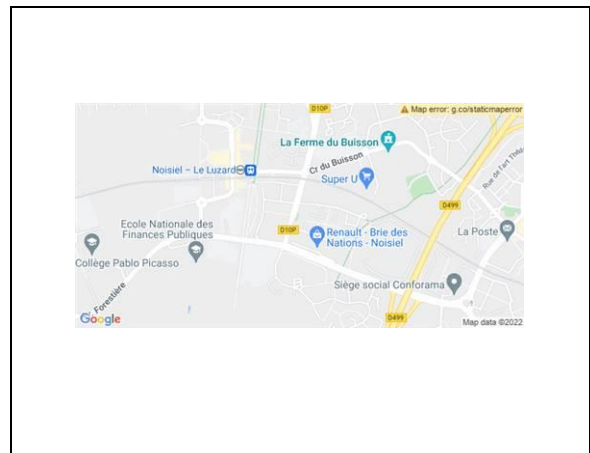 D10P
Map error: g.co/staticmaperror
La Ferme du Buisson
Cr du Buisson
Noisiel – Le Luzard
Super U
Rue de l'art
D499
Ecole Nationale des
Finances Publiques
D10P
Renault - Brie des
Nations - Noisiel
La Poste
Collège Pablo Picasso
Siège social Conforama
Forestière
Google
D499
Map data ©2022